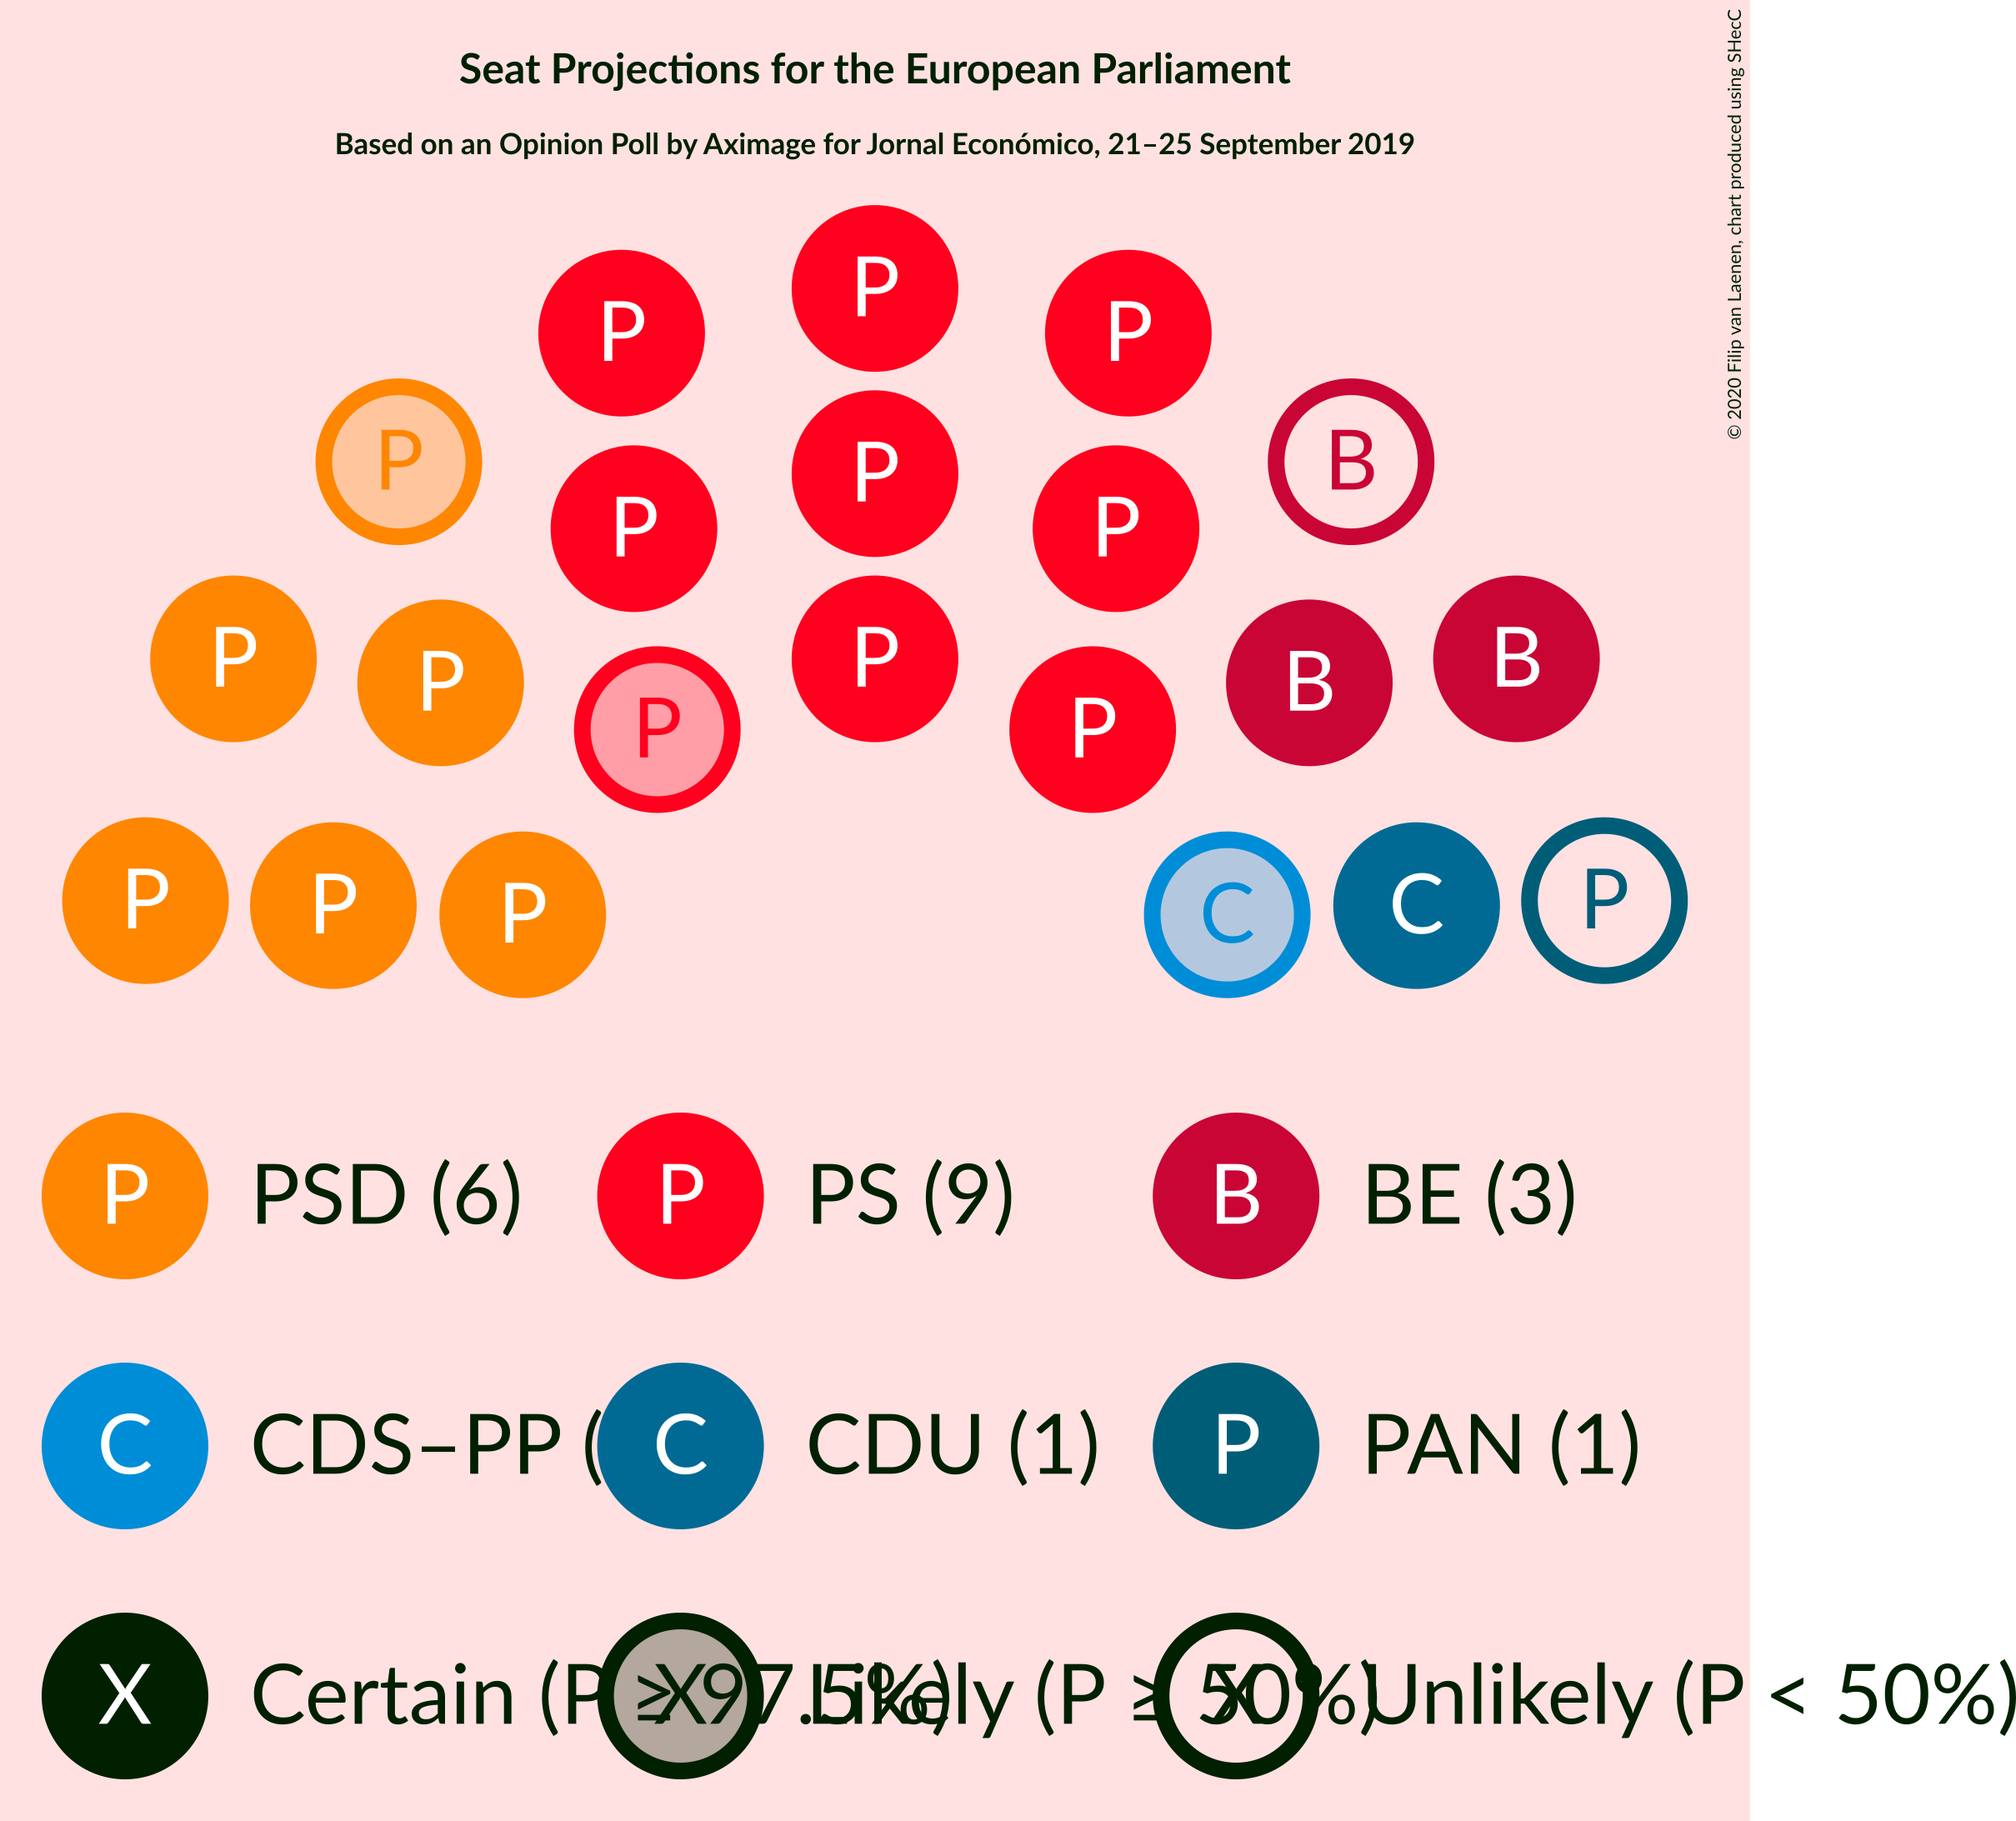 Seat Projections for the European Parliament
Based on an Opinion Poll by Aximage for Jornal Económico, 21–25 September 2019
© 2020 Filip van Laenen, chart produced using SHecC
P
P P
P B
P
P P
P B
P P
B
P
P P
P C C P
P PSD (6) P PS (9) B BE (3)
C CDS–PP ( C CDU (1) P PAN (1)
X Certain (P X Likely (P ≥ 50%) Unlikely (P < 50%)